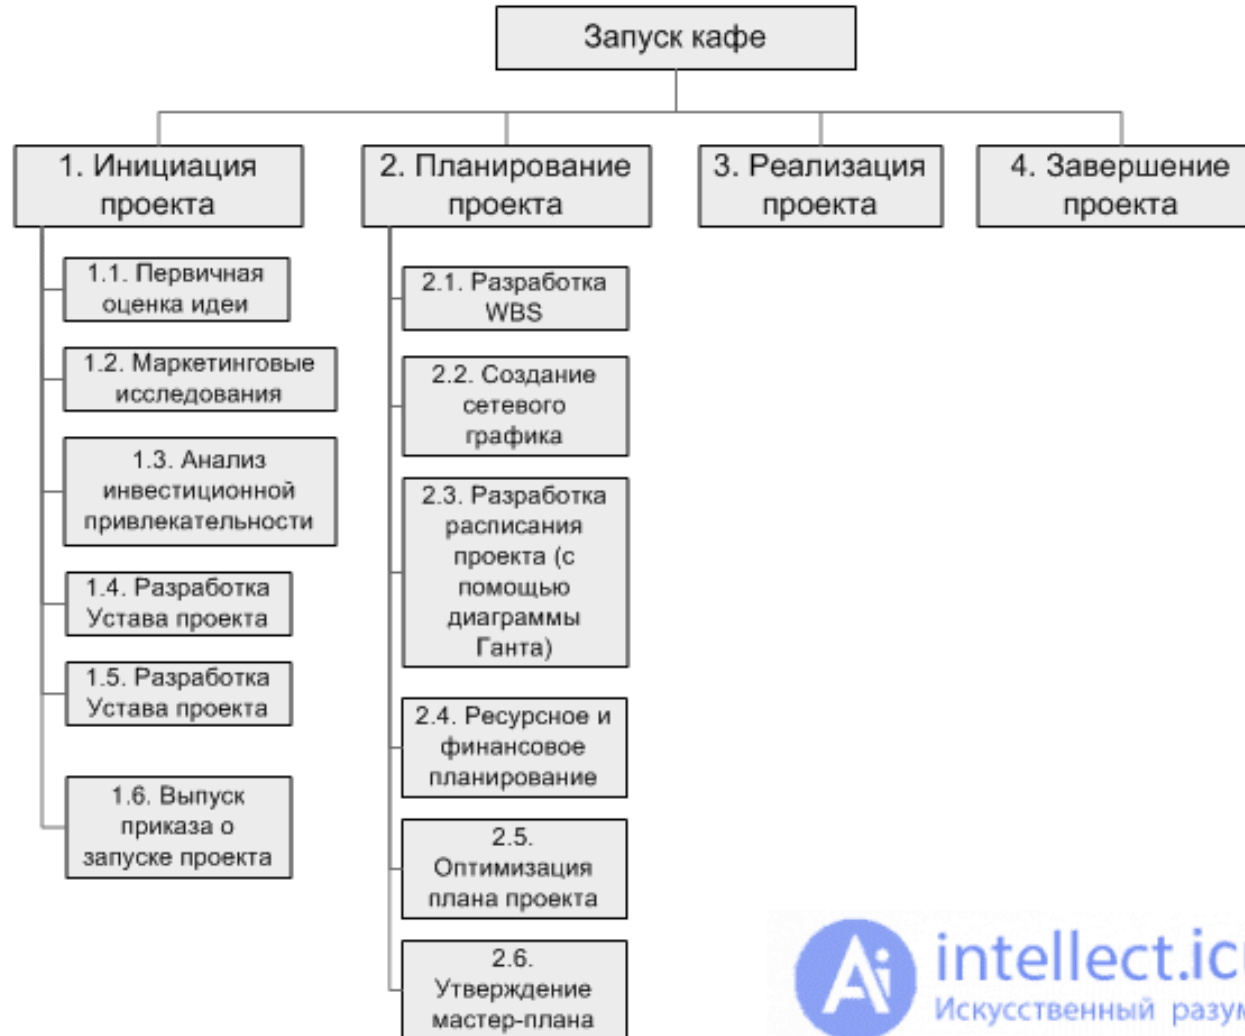 Запуск кафе
1. Инициация
проекта
2. Планирование
проекта
3. Реализация
проекта
4. Завершение
проекта
1.1. Первичная
оценка идеи
1.2. Маркетинговые
исследования
1.3. Анализ
инвестиционной
привлекательности
1.4. Разработка
Устава проекта
1.5. Разработка
Устава проекта
1.6. Выпуск
приказа о
запуске проекта
2.1. Разработка
WBS
2.2. Создание
сетевого
графика
2.3. Разработка
расписания
проекта (с
помощью
диаграммы
Ганта)
2.4. Ресурсное и
финансовое
планирование
2.5.
Оптимизация
плана проекта
2.6.
Утверждение
мастер-плана
Ai
intellect.icu
Искусственный разум